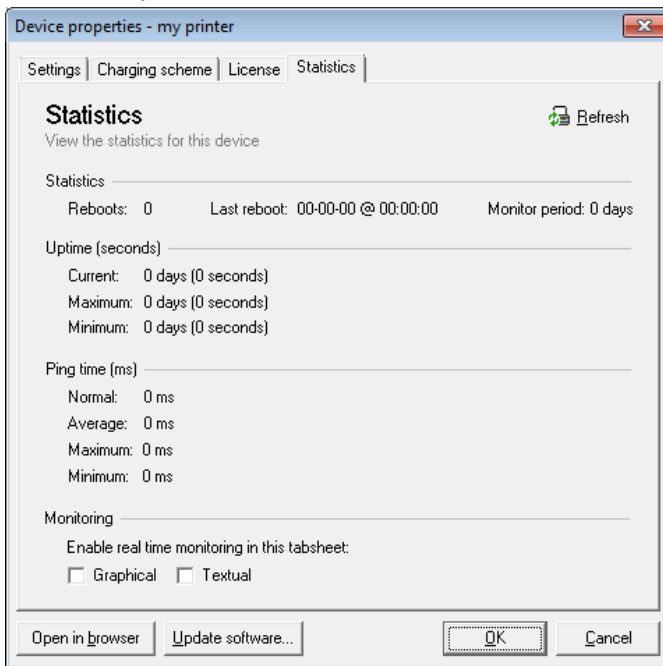 Device properties - my printer
Settings Charging scheme License Statistics
Statistics
Refresh
View the statistics for this device
Statistics
Reboots: 0 Last reboot: 00-00-00 @ 00:00:00 Monitor period: 0 days
Uptime (seconds)
Current: 0 days (0 seconds)
Maximum: 0 days (0 seconds)
Minimum: 0 days (0 seconds)
Ping time (ms)
Normal: 0 ms
Average: 0 ms
Maximum: 0 ms
Minimum: 0 ms
Monitoring
Enable real time monitoring in this tabsheet:
Graphical Textual
Open in browser Update software... OK Cancel